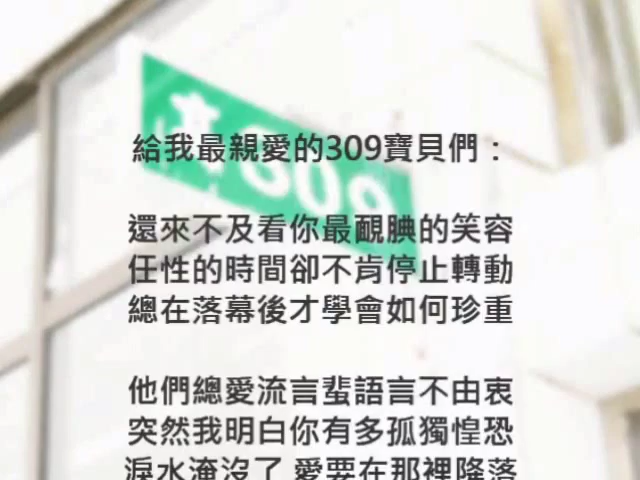 高309
給我最親愛的309寶貝們：
還來不及看你最靦腆的笑容
任性的時間卻不肯停止轉動
總在落幕後才學會如何珍重
他們總愛流言蜚語言不由衷
突然我明白你有多孤獨惶恐
淚水淹沒了 愛要在那裡降落